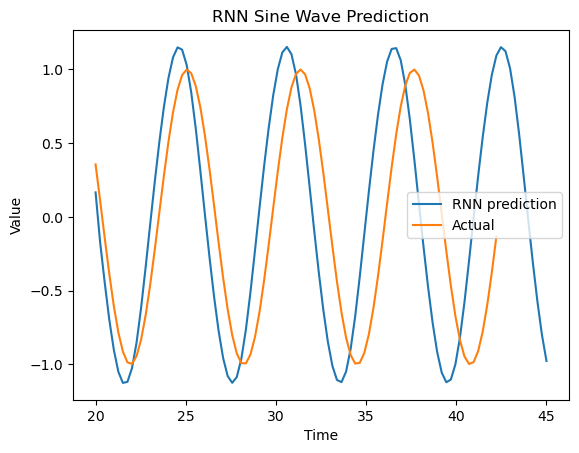 RNN Sine Wave Prediction
1.0
0.5
0.0
−0.5
−1.0
Value
RNN prediction
Actual
20 25 30 35 40 45
Time